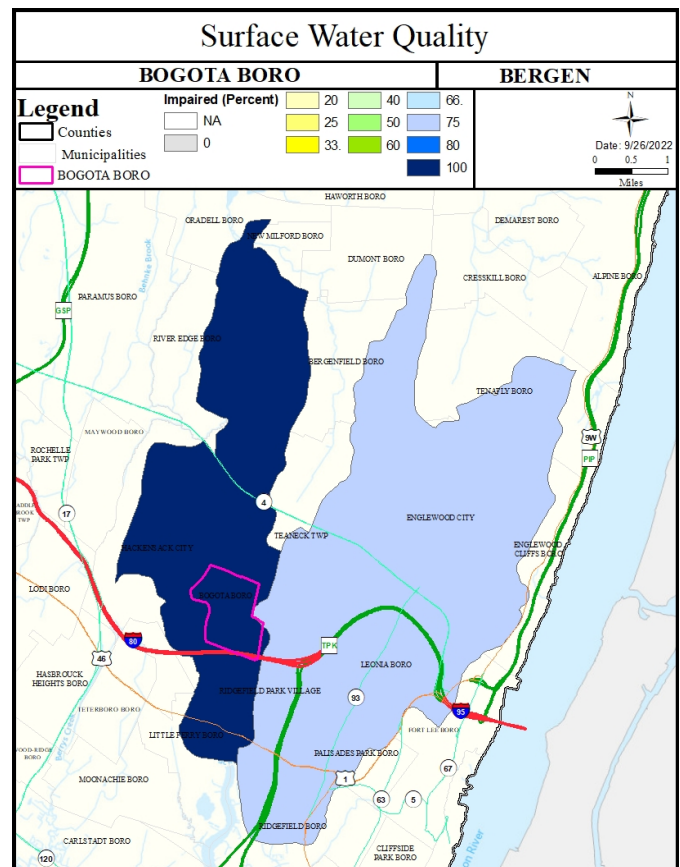 Surface Water Quality
BOGOTA BORO
BERGEN
Legend
Counties
Municipalities
BOGOTA BORO
Impaired (Percent)
NA
0
20
25
33.
40
50
60
66.
75
80
100
N
Date: 9/26/2022
0 0.5 1
Miles
HAWORTH BORO
ORADELL BORO
DEMAREST BORO
NEW MILFORD BORO
DUMONT BORO
CRESSKILL BORO
ALPINE BORO
PARAMUS BORO
GSP
RIVER EDGE BORO
BERGENFIELD BORO
TENAFLY BORO
MAYWOOD BORO
9W
ROCHELLE
PARK TWP
PIP
4
17
ENGLEWOOD CITY
TEANECK TWP
HACKENSACK CITY
ENGLEWOOD
CLIFFS BORO
LODI BORO
BOGOTA BORO
80
TPK
46
LEONIA BORO
HASBROUCK
HEIGHTS BORO
RIDGEFIELD PARK VILLAGE
93
TETERBORO BORO
95
LITTLE FERRY BORO
FORT LEE BORO
PALISADES PARK BORO
MOONACHIE BORO
1
67
63
5
RIDGEFIELD BORO
CARLSTADT BORO
CLIFFSIDE
PARK BORO
120
on River